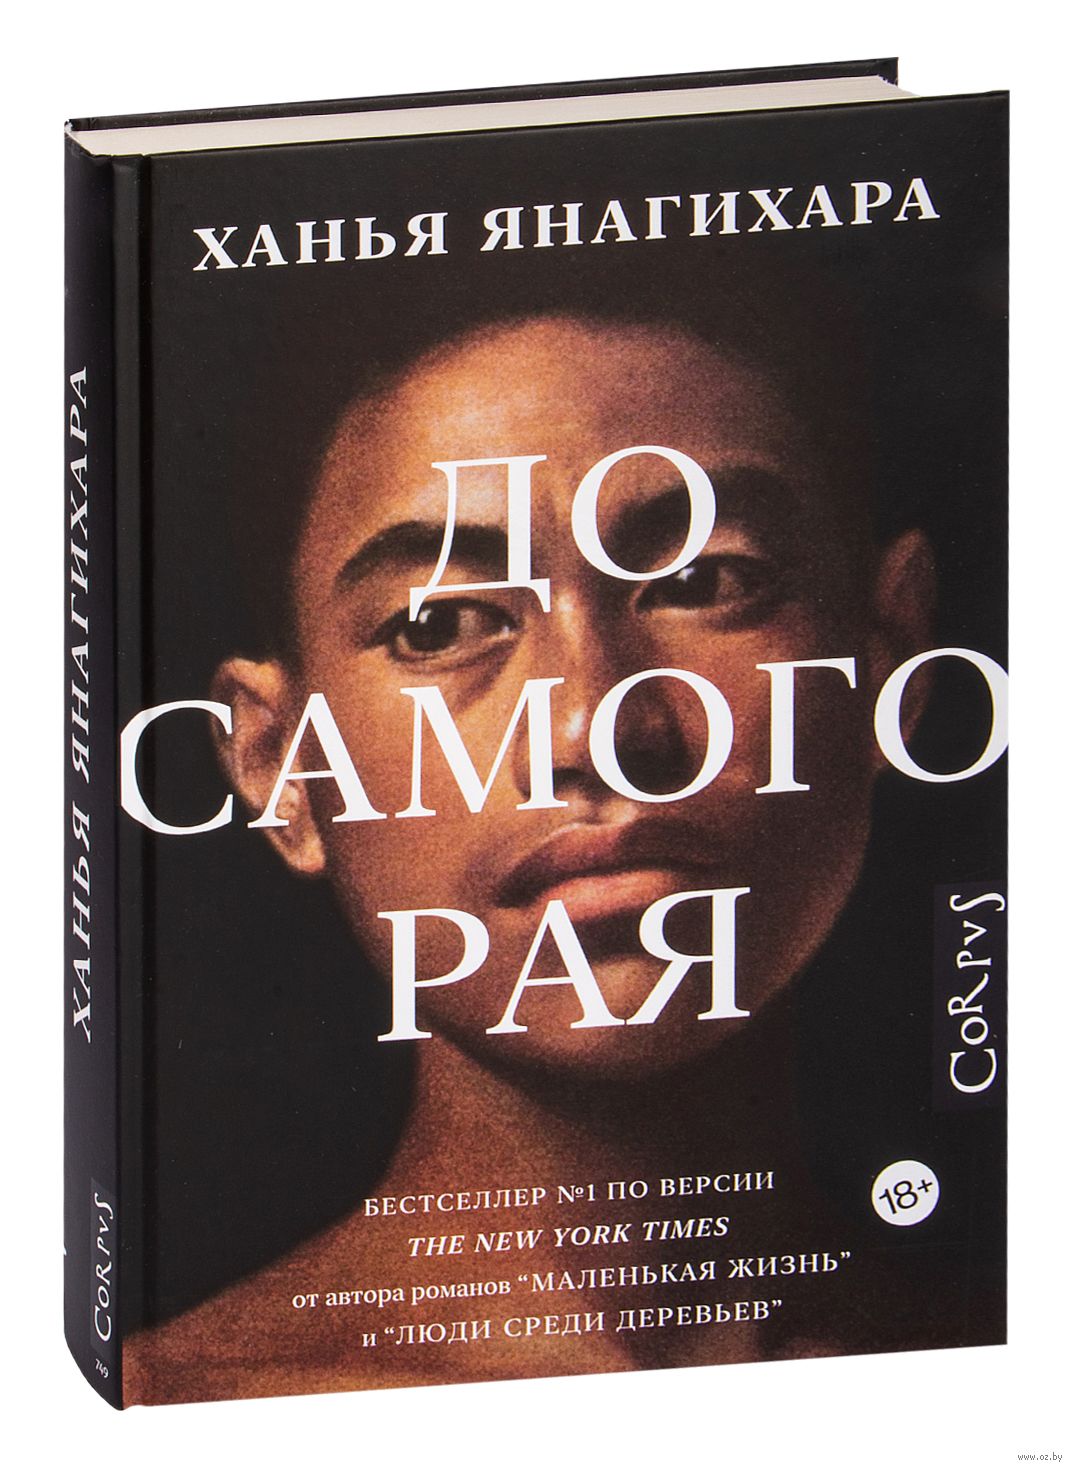 ХАНЬЯ ЯНАГИХАРА
ДО
САМОГО
РАЯ
CORPVS
18+
БЕСТСЕЛЛЕР №1 ПО ВЕРСИИ
THE NEW YORK TIMES
от автора романов “МАЛЕНЬКАЯ ЖИЗНЬ”
и “ЛЮДИ СРЕДИ ДЕРЕВЬЕВ”
ХАНЬЯ ЯНАГИХАРА
CORPVS
749
www.oz.by